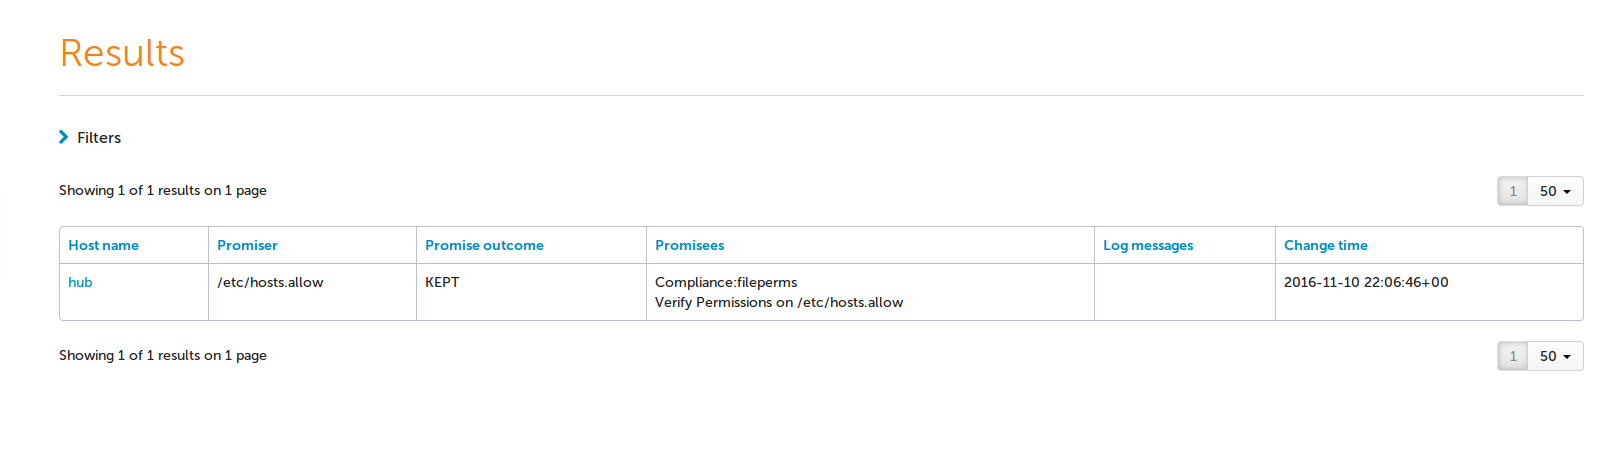 Results
Filters
Showing 1 of 1 results on 1 page
1 50
Host name Promiser Promise outcome Promisees Log messages Change time
hub /etc/hosts.allow KEPT Compliance:fileperms 2016-11-10 22:06:46+00
Verify Permissions on /etc/hosts.allow
Showing 1 of 1 results on 1 page
1 50